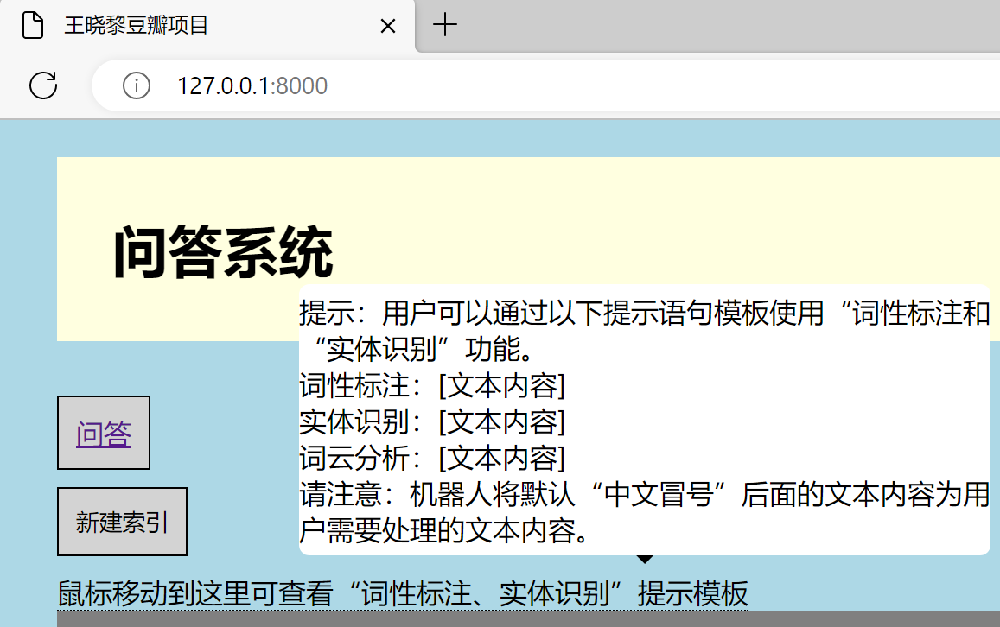 王晓黎豆瓣项目
127.0.0.1:8000
问答系统
提示：用户可以通过以下提示语句模板使用“词性标注和
“实体识别”功能。
词性标注：[文本内容]
实体识别：[文本内容]
词云分析：[文本内容]
请注意：机器人将默认“中文冒号”后面的文本内容为用
户需要处理的文本内容。
问答
新建索引
鼠标移动到这里可查看“词性标注、实体识别”提示模板